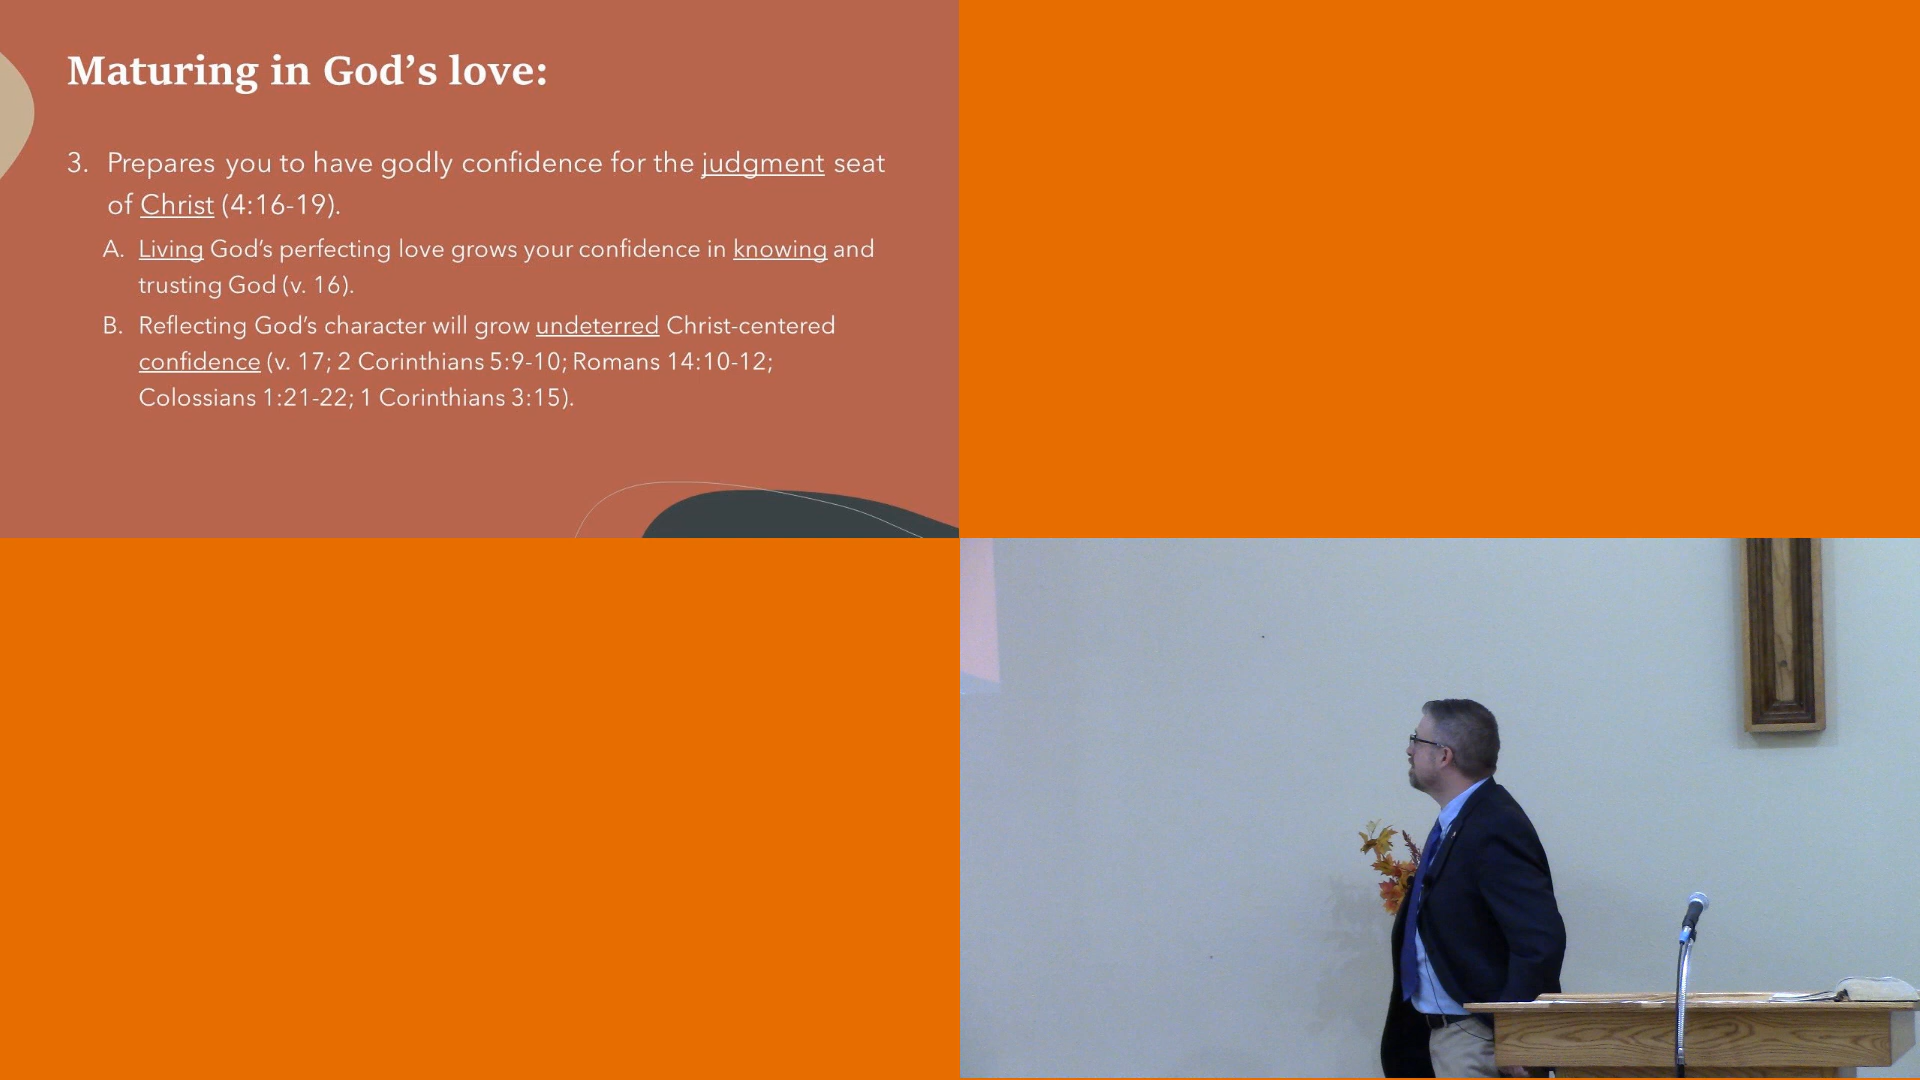 Maturing in God’s love:
3. Prepares you to have godly confidence for the judgment seat
of Christ (4:16-19).
A. Living God’s perfecting love grows your confidence in knowing and
trusting God (v. 16).
B. Reflecting God’s character will grow undeterred Christ-centered
confidence (v. 17; 2 Corinthians 5:9-10; Romans 14:10-12;
Colossians 1:21-22; 1 Corinthians 3:15).